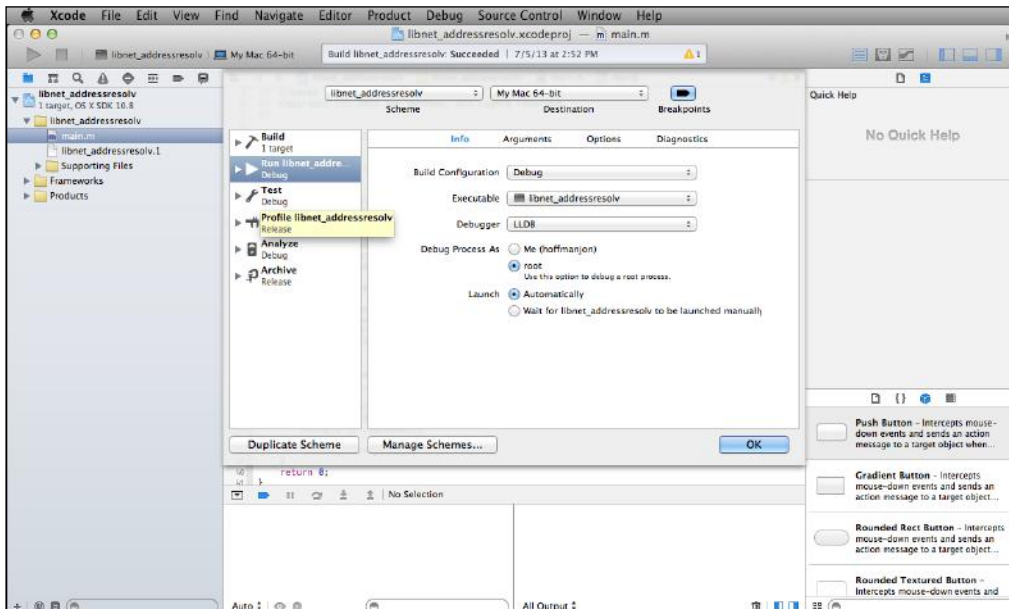 Xcode File Edit View Find Navigate Editor Product Debug Source Control Window Help
libnet_addressresolv.xcodeproj — m main.m
libnet_addressresolv My Mac 64-bit
Build libnet_addressresolv: Succeeded | 7/5/13 at 2:52 PM
1
libnet_addressresolv
1 target, OS X SDK 10.8
libnet_addressresolv
main.m
libnet_addressresolv.1
Supporting Files
Frameworks
Products
libnet_addressresolv My Mac 64-bit
Scheme Destination Breakpoints
Build
1 target
Run libnet_addre...
Debug
Test
Debug
Profile libnet_addressresolv
Release
Analyze
Debug
Archive
Release
Info Arguments Options Diagnostics
Build Configuration Debug
Executable libnet_addressresolv
Debugger LLDB
Debug Process As Me (hoffmanjon)
root
Use this option to debug a root process.
Launch Automatically
Wait for libnet_addressresolv to be launched manually
Duplicate Scheme Manage Schemes... OK
return 0;
}
No Selection
Auto
All Output
Quick Help
No Quick Help
{}
Push Button - Intercepts mouse-
down events and sends an action
message to a target object when...
Gradient Button - Intercepts
mouse-down events and sends an
action message to a target object...
Rounded Rect Button - Intercepts
mouse-down events and sends an
action message to a target object...
Rounded Textured Button -
Intercepts mouse-down events and